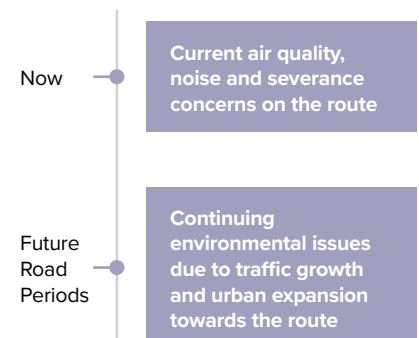 Now
Current air quality,
noise and severance
concerns on the route
Future
Road
Periods
Continuing
environmental issues
due to traffic growth
and urban expansion
towards the route